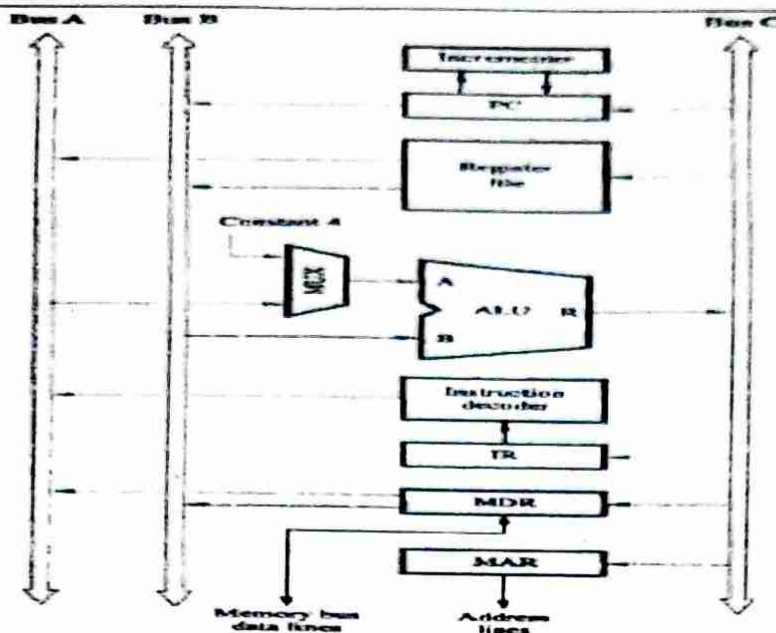 Bus A
Bus B
Bus C
Incrementer
PC
Register
file
Constant 4
MUX
A
ALU
R
B
Instruction
decoder
IR
MDR
MAR
Memory bus
data lines
Address
lines